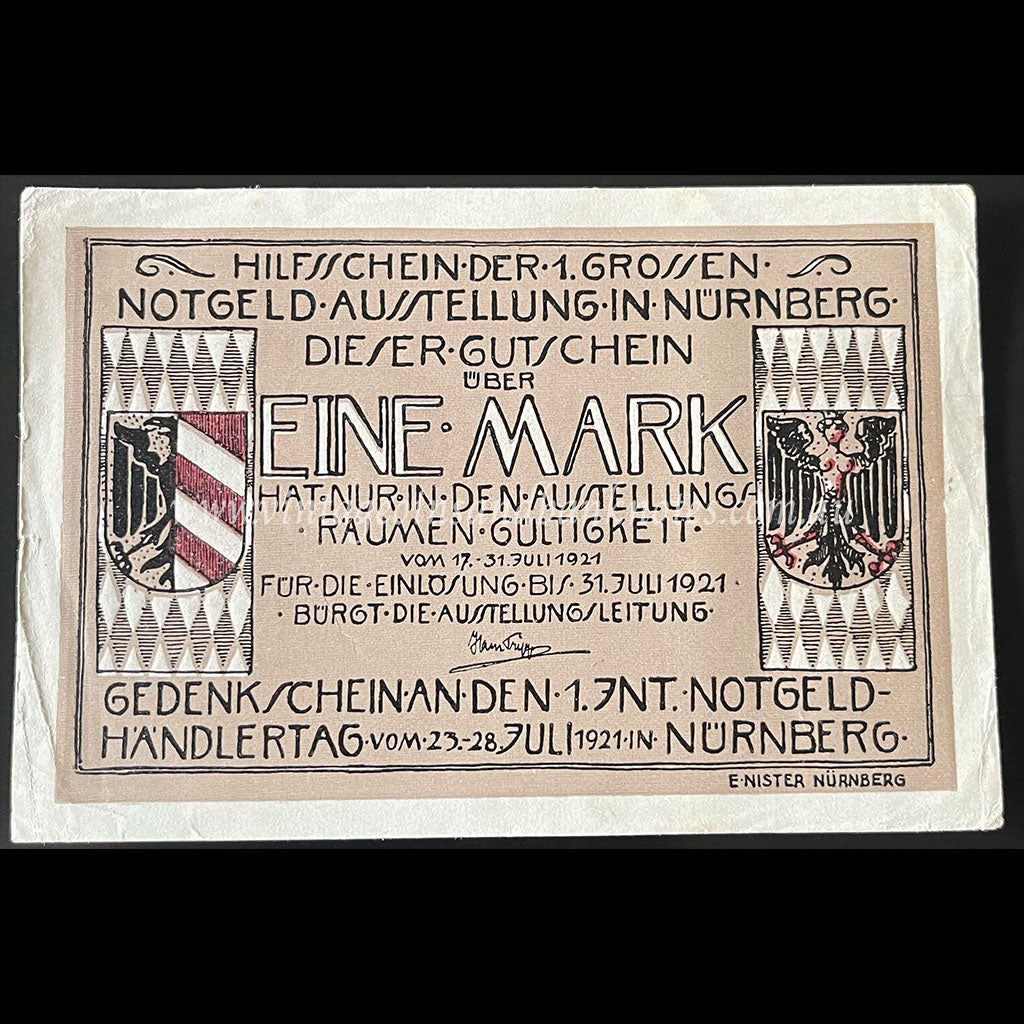 HILFSSCHEIN·DER·1.GROSSEN·
NOTGELD·AUSSTELLUNG·IN·NÜRNBERG·
DIESER·GUTSCHEIN
ÜBER
EINE·MARK
HAT·NUR·IN·DEN·AUSSTELLUNGS-
·RÄUMEN·GÜLTIGKEIT·
VOM 17.-31.JULI 1921
FÜR·DIE·EINLÖSUNG·BIS·31.JULI 1921·
·BÜRGT·DIE·AUSSTELLUNGSLEITUNG·
GEDENKSCHEIN·AN·DEN·1.INT.·NOTGELD-
HÄNDLERTAG·VOM·23.-28.JULI 1921·IN·NÜRNBERG·
E·NISTER NÜRNBERG